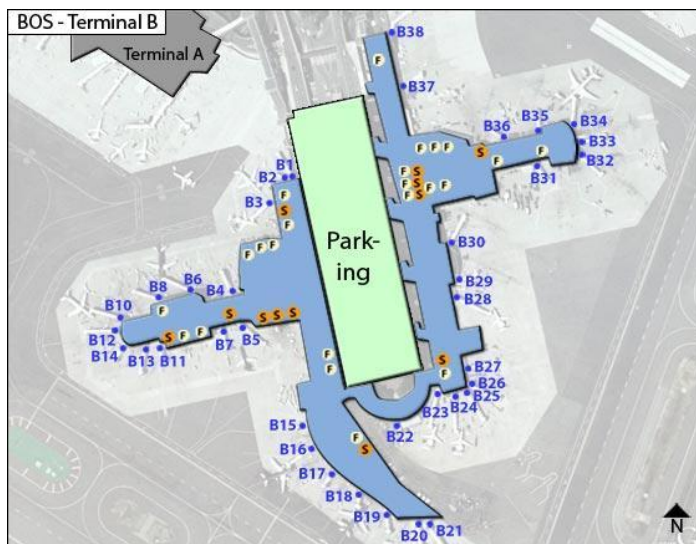 BOS - Terminal B
Terminal A
B38
B37
B36
B35
B34
B33
B32
B31
B1
B2
B3
Park-
ing
B30
B29
B28
B10
B8
B6
B4
B12
B14
B13
B11
B7
B5
B27
B26
B25
B24
B23
B22
B15
B16
B17
B18
B19
B20
B21
F
F F F
S
F
F
F S
F S F F
F S
F
S
F
F F F
F
S
S S S
S F F
F
F
S
F
F
S
N